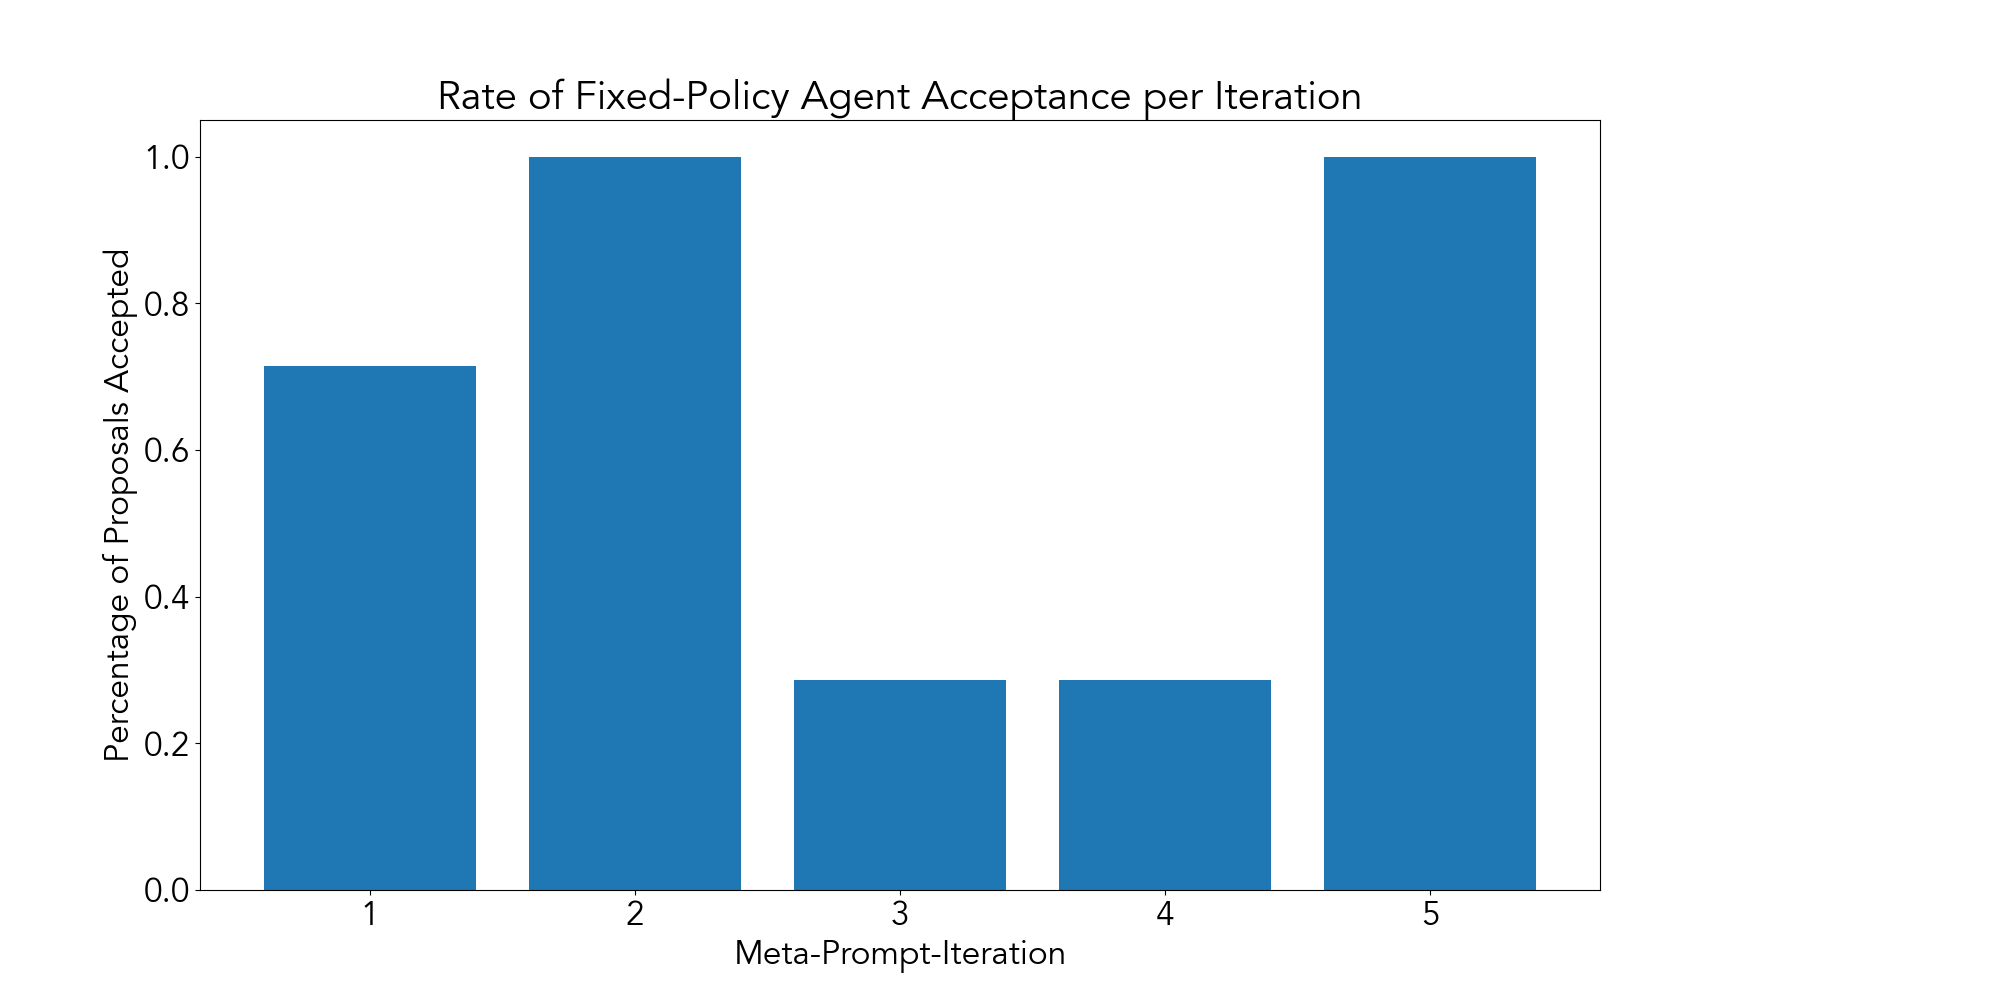 Rate of Fixed-Policy Agent Acceptance per Iteration
Percentage of Proposals Accepted
1.0
0.8
0.6
0.4
0.2
0.0
1 2 3 4 5
Meta-Prompt-Iteration